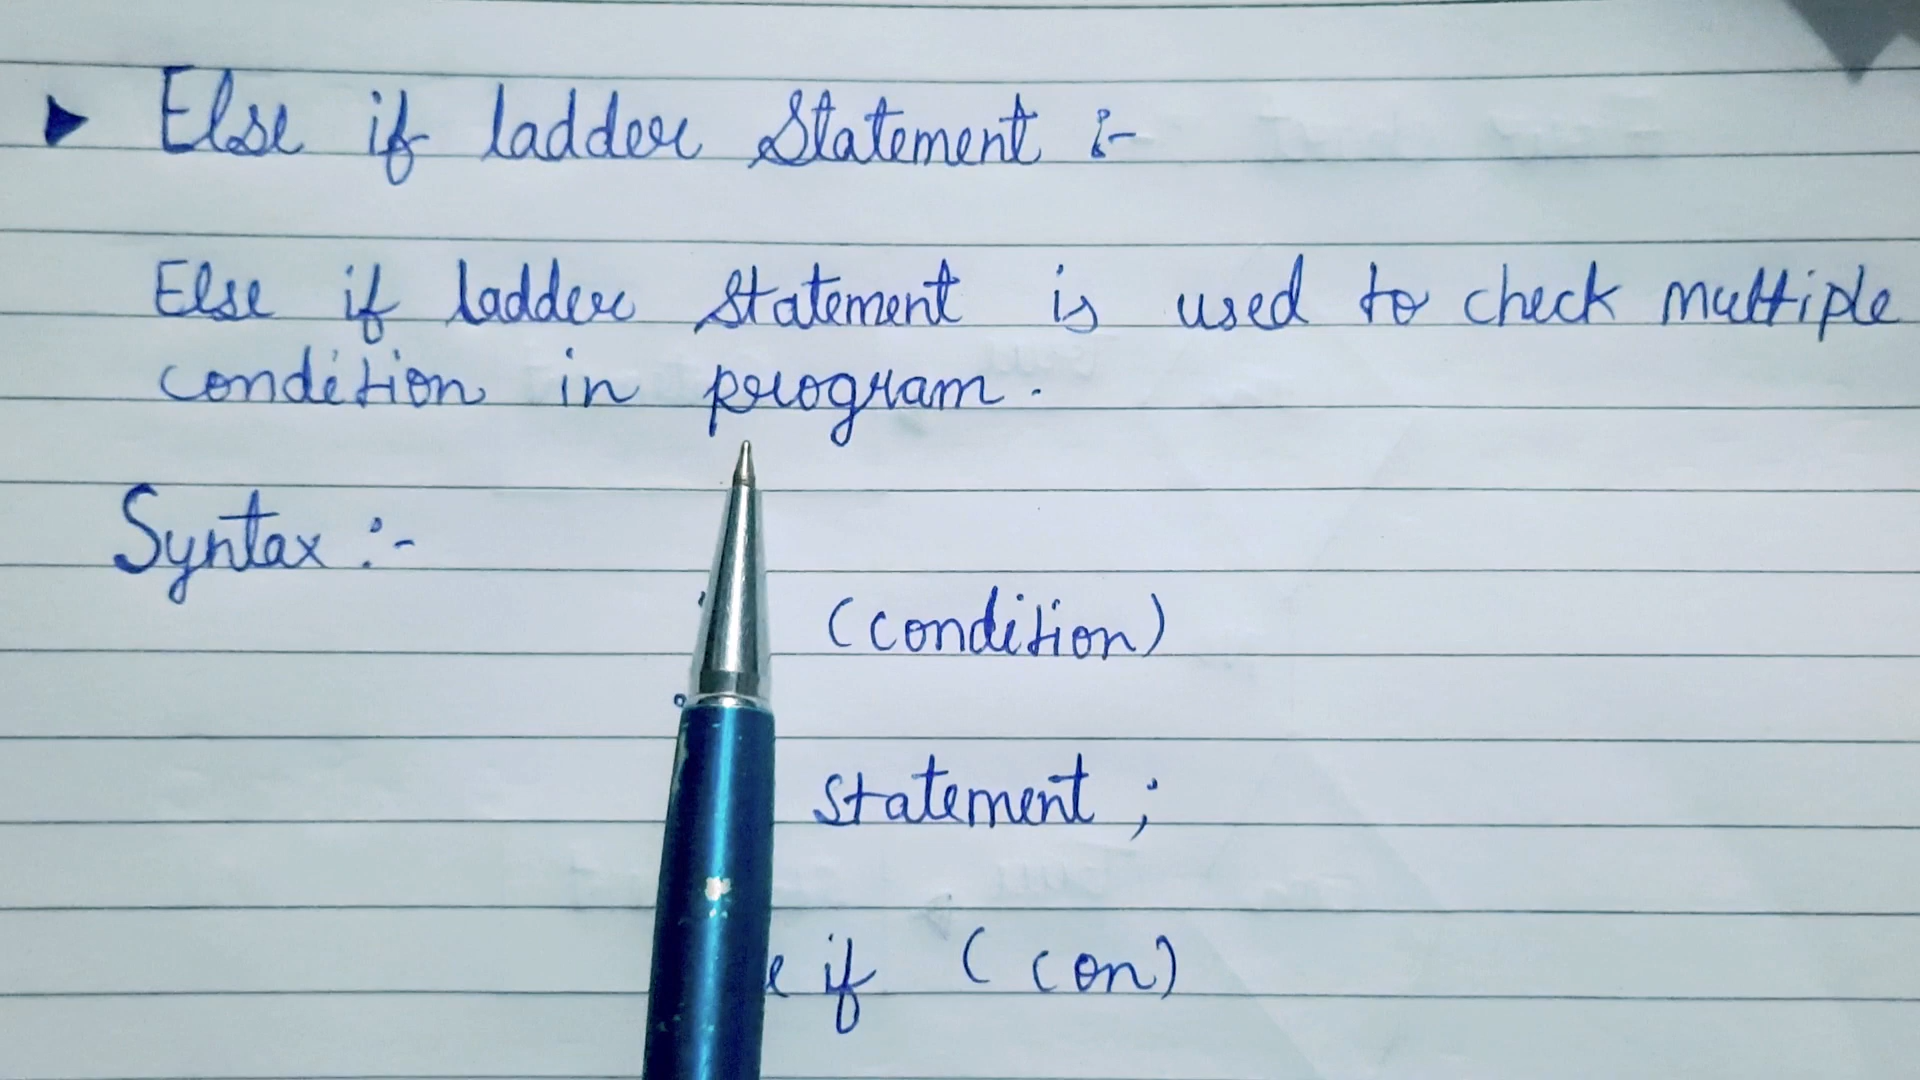 Else if ladder Statement :-
Else if ladder statement is used to check multiple
condition in program.
Syntax :-
(condition)
statement ;
if ( con)